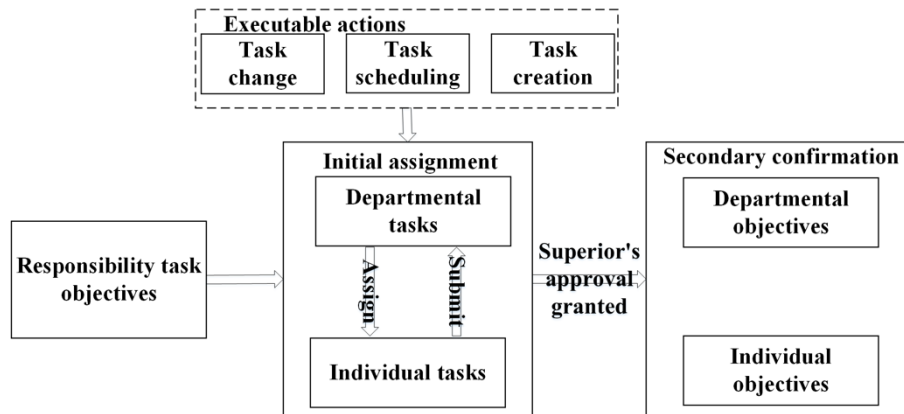 Executable actions
Task
change
Task
scheduling
Task
creation
Responsibility task
objectives
Initial assignment
Departmental
tasks
Assign
Submit
Individual tasks
Superior's
approval
granted
Secondary confirmation
Departmental
objectives
Individual
objectives